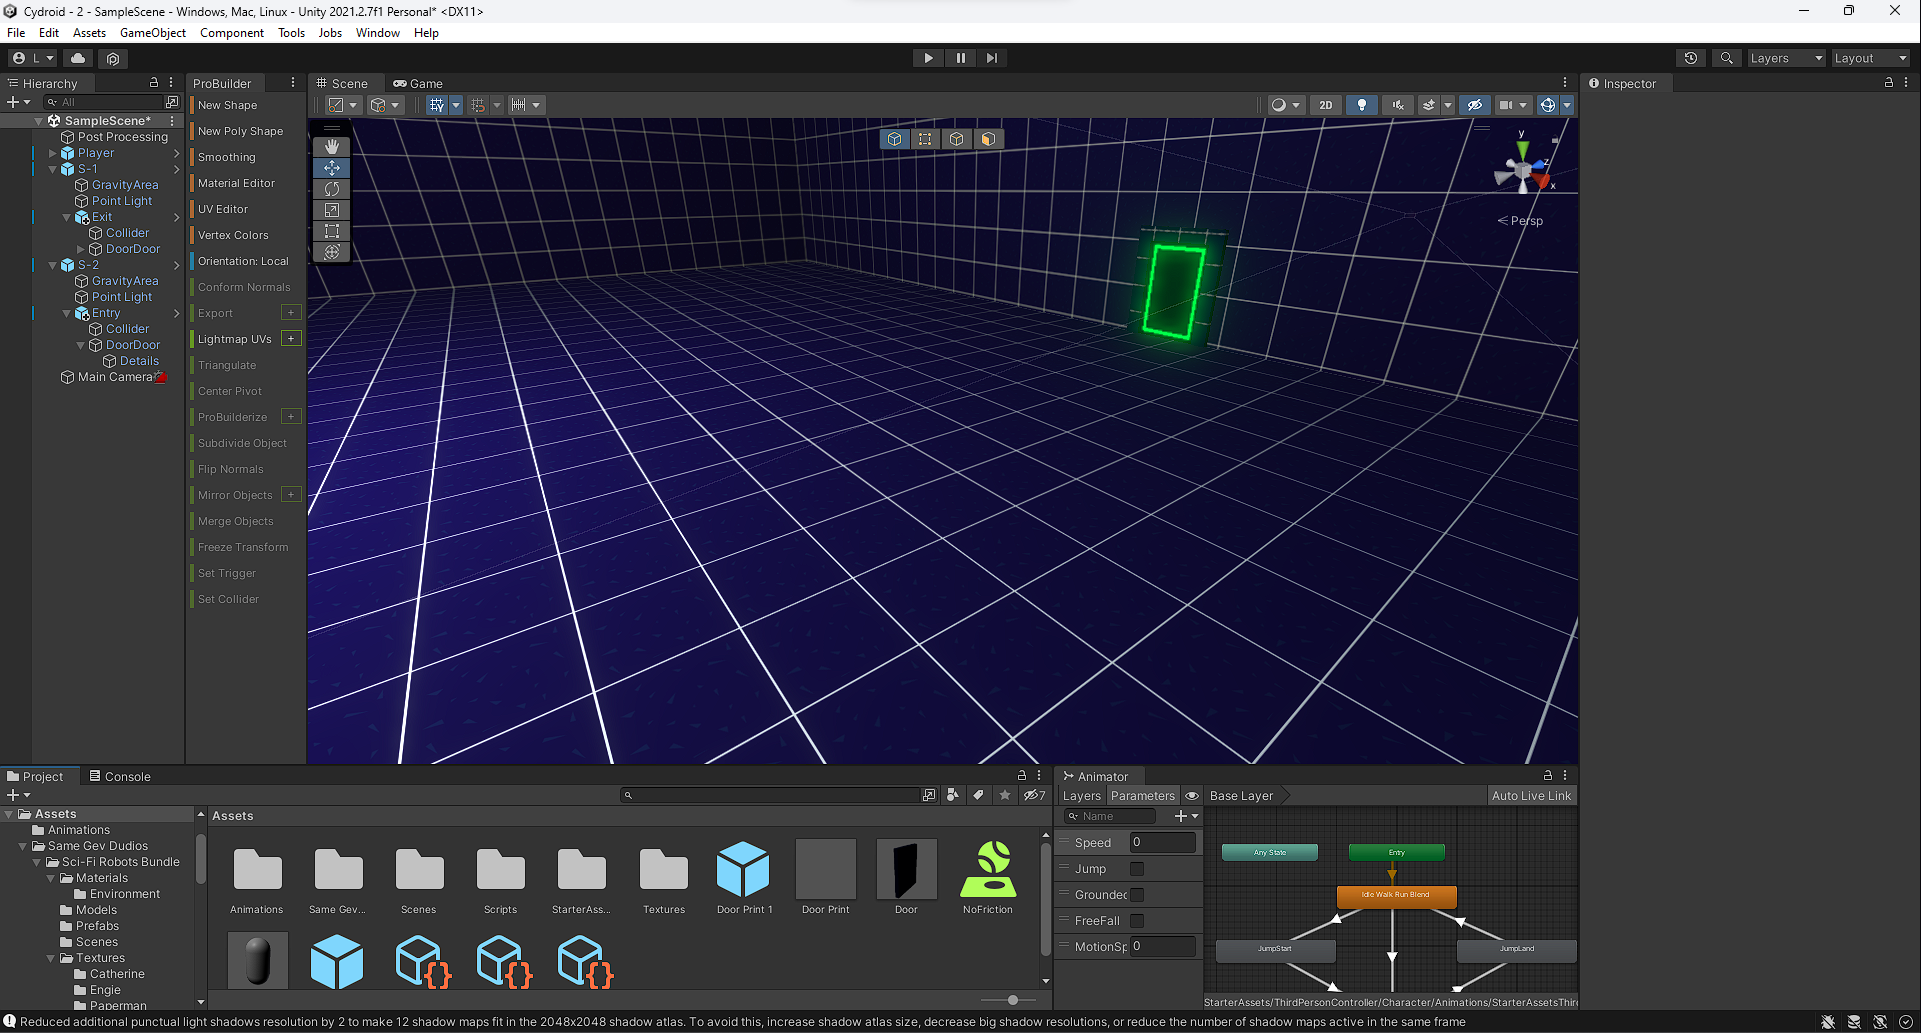 Cydroid - 2 - SampleScene - Windows, Mac, Linux - Unity 2021.2.7f1 Personal* <DX11>
File Edit Assets GameObject Component Tools Jobs Window Help
L
Layers
Layout
Hierarchy
All
SampleScene*
Post Processing
Player
S-1
GravityArea
Point Light
Exit
Collider
DoorDoor
S-2
GravityArea
Point Light
Entry
Collider
DoorDoor
Details
Main Camera
ProBuilder
New Shape
New Poly Shape
Smoothing
Material Editor
UV Editor
Vertex Colors
Orientation: Local
Conform Normals
Export +
Lightmap UVs +
Triangulate
Center Pivot
ProBuilderize +
Subdivide Object
Flip Normals
Mirror Objects +
Merge Objects
Freeze Transform
Set Trigger
Set Collider
Scene
Game
2D
y
z
x
Persp
Inspector
Project
Console
7
Assets
Animations
Same Gev Dudios
Sci-Fi Robots Bundle
Materials
Environment
Models
Prefabs
Scenes
Textures
Catherine
Engie
Paperman
Assets
Animations
Same Gev...
Scenes
Scripts
StarterAss...
Textures
Door Print 1
Door Print
Door
NoFriction
Animator
Layers
Parameters
Base Layer
Auto Live Link
Name
Speed 0
Jump
Grounded
FreeFall
MotionSp 0
Any State
Entry
Idle Walk Run Blend
JumpStart
JumpLand
StarterAssets/ThirdPersonController/Character/Animations/StarterAssetsThir
Reduced additional punctual light shadows resolution by 2 to make 12 shadow maps fit in the 2048x2048 shadow atlas. To avoid this, increase shadow atlas size, decrease big shadow resolutions, or reduce the number of shadow maps active in the same frame